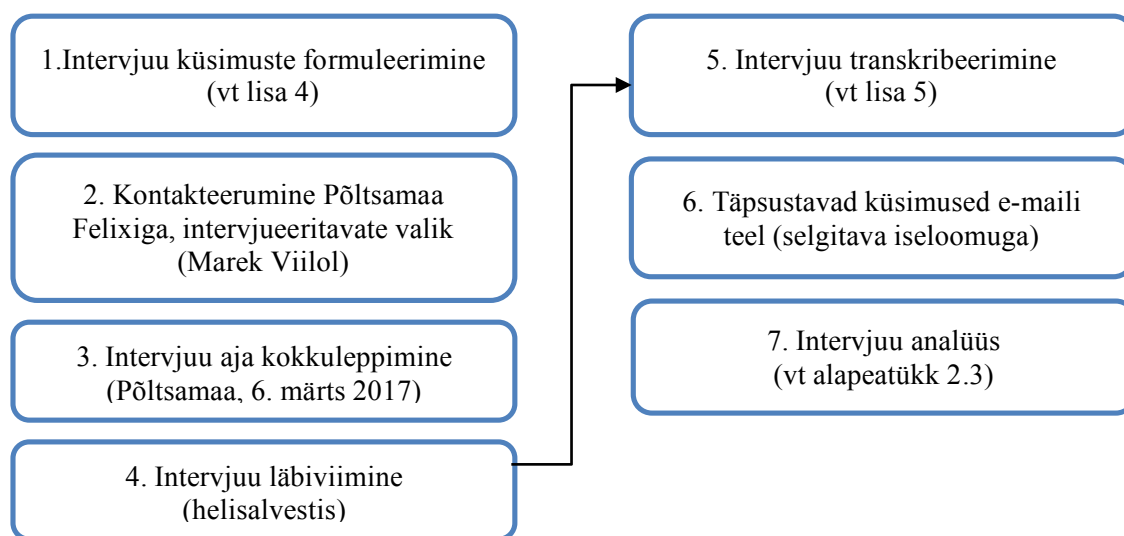 1.Intervjuu küsimuste formuleerimine
(vt lisa 4)
2. Kontakteerumine Põltsamaa
Felixiga, intervjueeritavate valik
(Marek Viilol)
3. Intervjuu aja kokkuleppimine
(Põltsamaa, 6. märts 2017)
4. Intervjuu läbiviimine
(helisalvestis)
5. Intervjuu transkribeerimine
(vt lisa 5)
6. Täpsustavad küsimused e-maili
teel (selgitava iseloomuga)
7. Intervjuu analüüs
(vt alapeatükk 2.3)